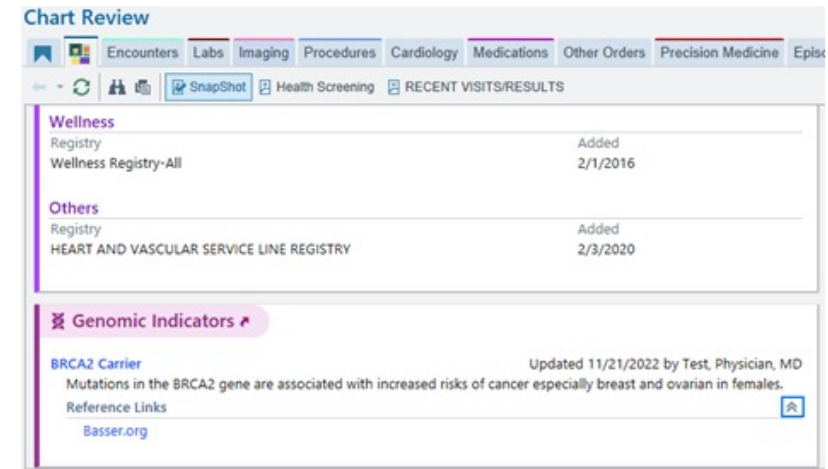 Chart Review
Encounters Labs Imaging Procedures Cardiology Medications Other Orders Precision Medicine Episo
SnapShot Health Screening RECENT VISITS/RESULTS
Wellness
Registry Added
Wellness Registry-All 2/1/2016
Others
Registry Added
HEART AND VASCULAR SERVICE LINE REGISTRY 2/3/2020
Genomic Indicators
BRCA2 Carrier Updated 11/21/2022 by Test, Physician, MD
Mutations in the BRCA2 gene are associated with increased risks of cancer especially breast and ovarian in females.
Reference Links
Basser.org